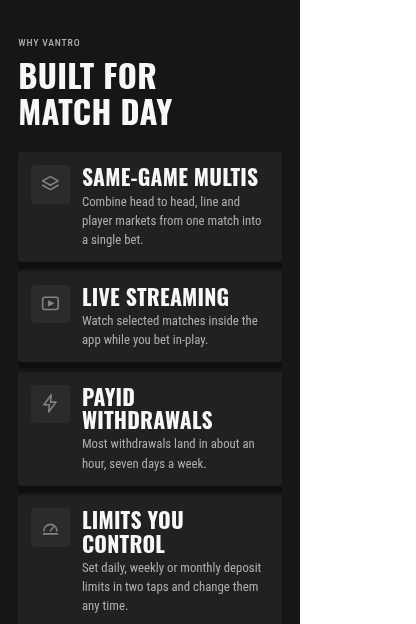 WHY VANTRO
BUILT FOR
MATCH DAY
SAME-GAME MULTIS
Combine head to head, line and
player markets from one match into
a single bet.
LIVE STREAMING
Watch selected matches inside the
app while you bet in-play.
PAYID
WITHDRAWALS
Most withdrawals land in about an
hour, seven days a week.
LIMITS YOU
CONTROL
Set daily, weekly or monthly deposit
limits in two taps and change them
any time.